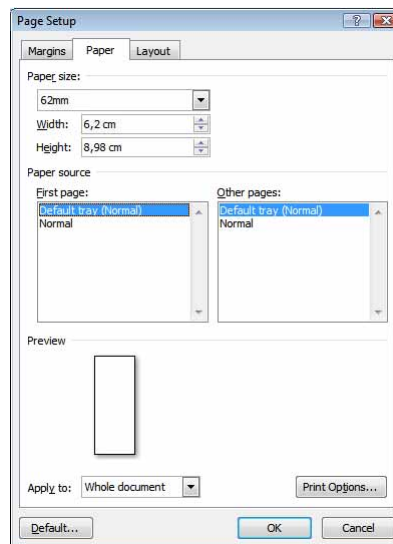 Page Setup
Margins Paper Layout
Paper size:
62mm
Width: 6,2 cm
Height: 8,98 cm
Paper source
First page: Other pages:
Default tray (Normal) Default tray (Normal)
Normal Normal
Preview
Apply to: Whole document Print Options...
Default... OK Cancel